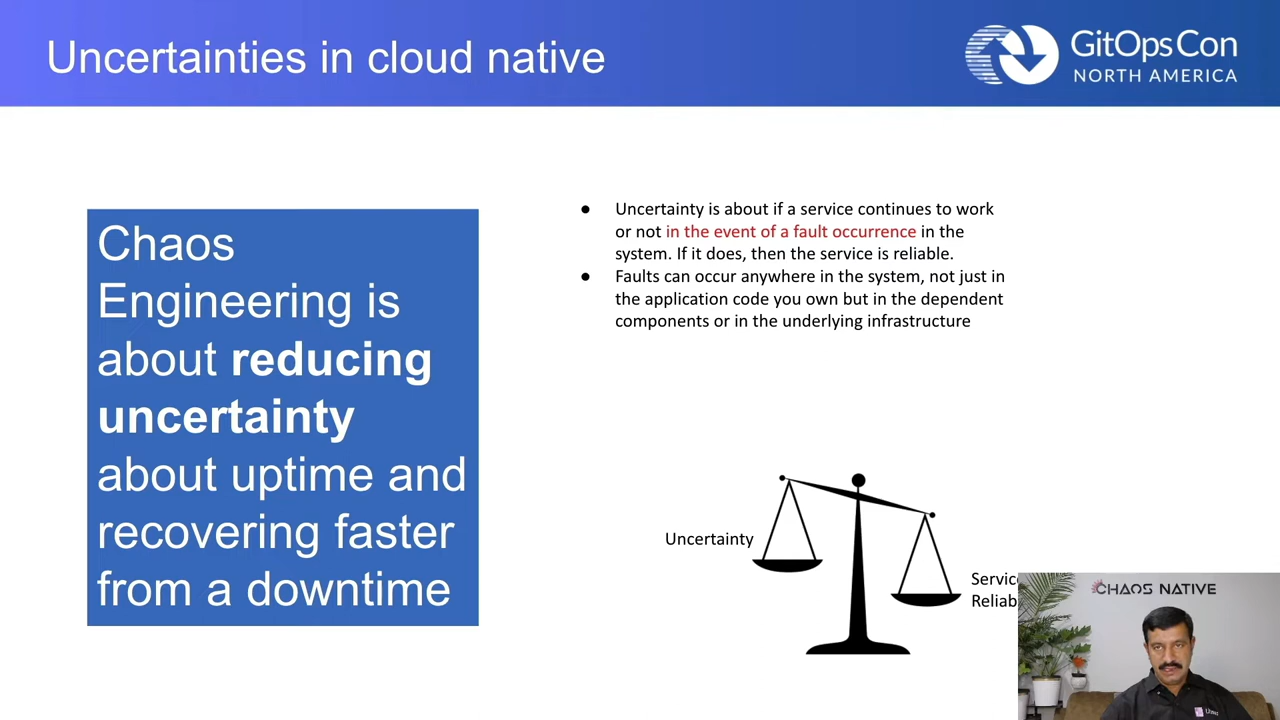 Uncertainties in cloud native
GitOpsCon
NORTH AMERICA
Chaos
Engineering is
about reducing
uncertainty
about uptime and
recovering faster
from a downtime
● Uncertainty is about if a service continues to work
or not in the event of a fault occurrence in the
system. If it does, then the service is reliable.
● Faults can occur anywhere in the system, not just in
the application code you own but in the dependent
components or in the underlying infrastructure
Uncertainty
Service
Reliab
CHAOS NATIVE